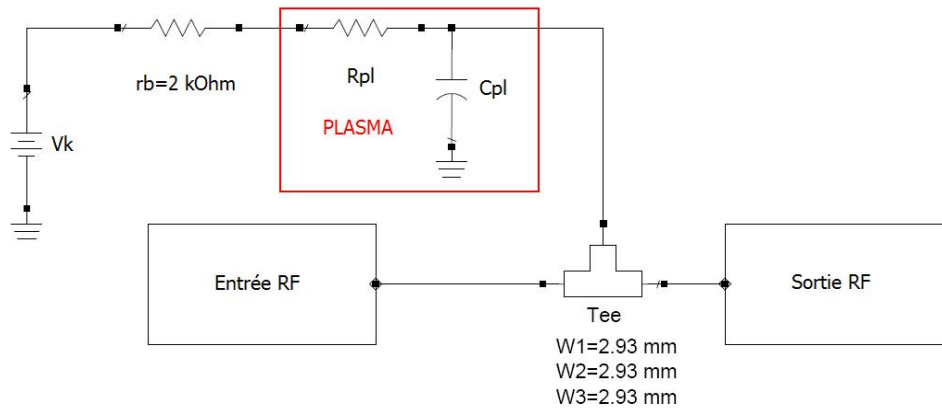 rb=2 kOhm
Rpl
Cpl
PLASMA
Vk
Entrée RF
Sortie RF
Tee
W1=2.93 mm
W2=2.93 mm
W3=2.93 mm